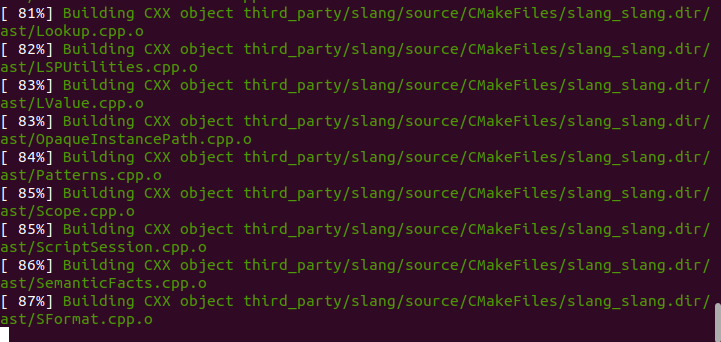 [ 81%] Building CXX object third_party/slang/source/CMakeFiles/slang_slang.dir/
ast/Lookup.cpp.o
[ 82%] Building CXX object third_party/slang/source/CMakeFiles/slang_slang.dir/
ast/LSPUtilities.cpp.o
[ 83%] Building CXX object third_party/slang/source/CMakeFiles/slang_slang.dir/
ast/LValue.cpp.o
[ 83%] Building CXX object third_party/slang/source/CMakeFiles/slang_slang.dir/
ast/OpaqueInstancePath.cpp.o
[ 84%] Building CXX object third_party/slang/source/CMakeFiles/slang_slang.dir/
ast/Patterns.cpp.o
[ 85%] Building CXX object third_party/slang/source/CMakeFiles/slang_slang.dir/
ast/Scope.cpp.o
[ 85%] Building CXX object third_party/slang/source/CMakeFiles/slang_slang.dir/
ast/ScriptSession.cpp.o
[ 86%] Building CXX object third_party/slang/source/CMakeFiles/slang_slang.dir/
ast/SemanticFacts.cpp.o
[ 87%] Building CXX object third_party/slang/source/CMakeFiles/slang_slang.dir/
ast/SFormat.cpp.o